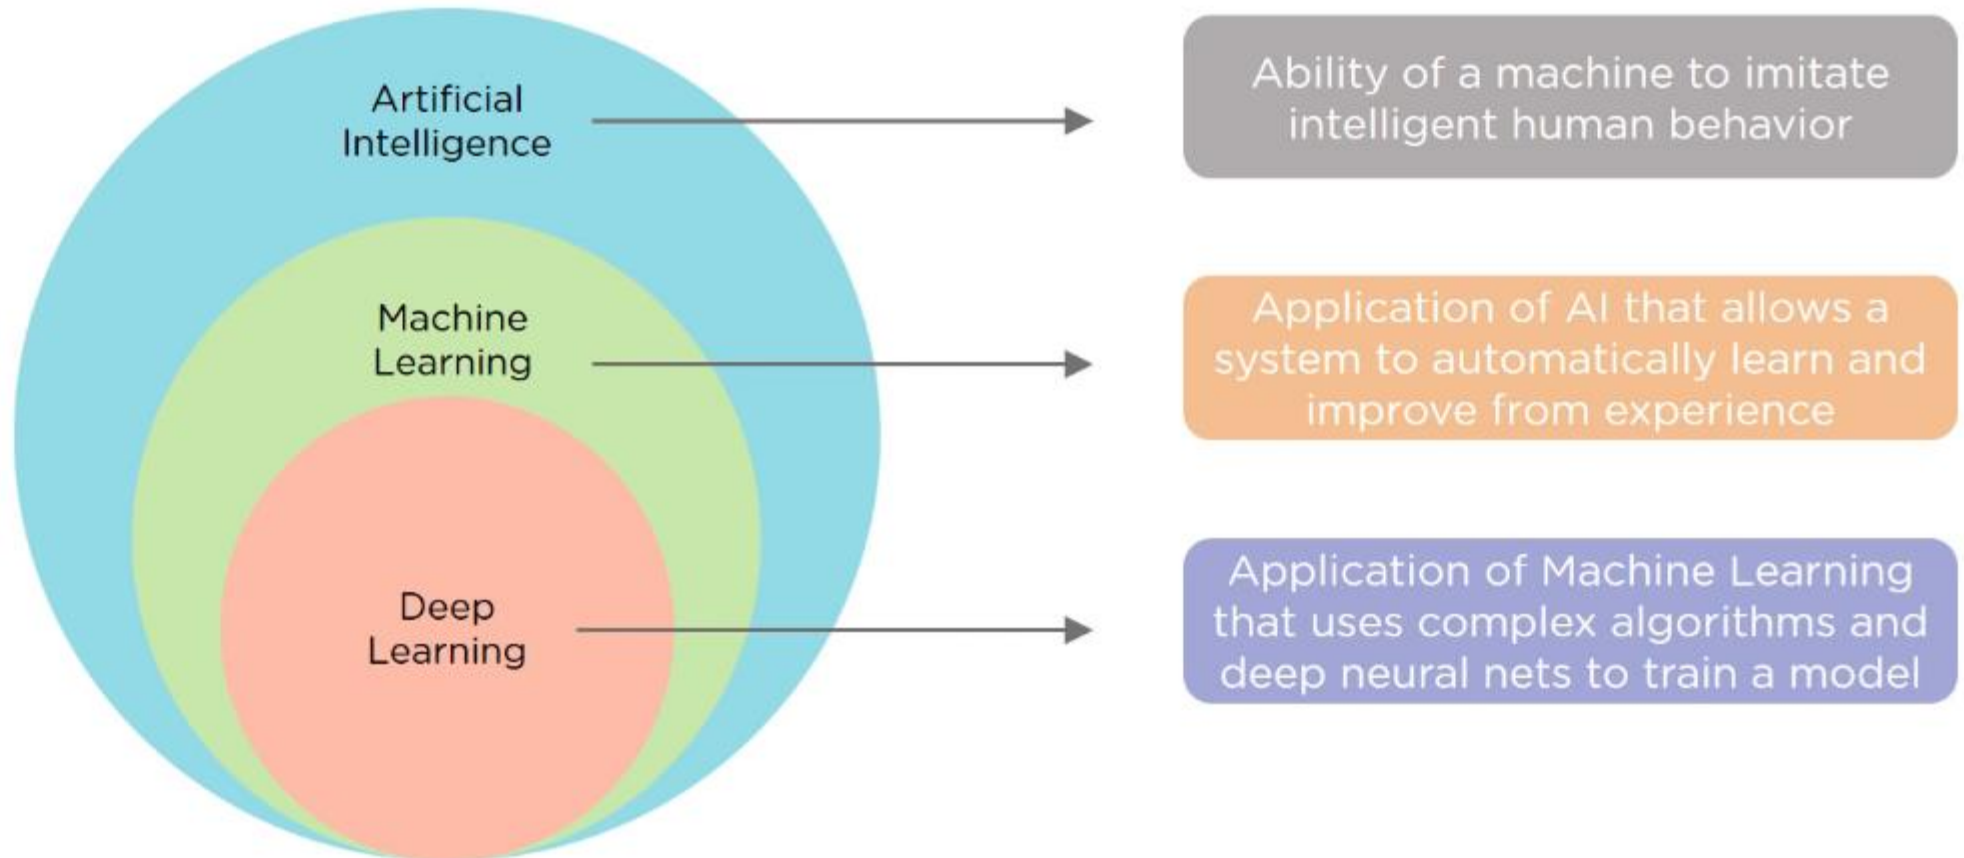 Artificial
Intelligence
Ability of a machine to imitate
intelligent human behavior
Machine
Learning
Application of AI that allows a
system to automatically learn and
improve from experience
Deep
Learning
Application of Machine Learning
that uses complex algorithms and
deep neural nets to train a model